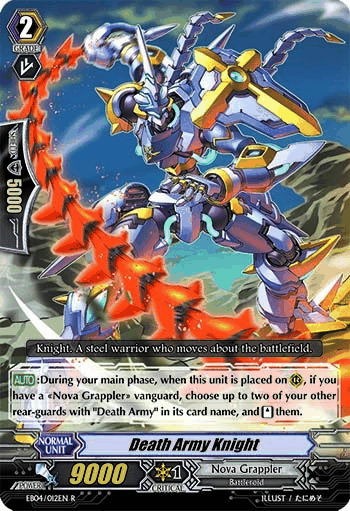 2
GRADE
5000
Knight. A steel warrior who moves about the battlefield.
AUTO:During your main phase, when this unit is placed on , if you
have a «Nova Grappler» vanguard, choose up to two of your other
rear-guards with "Death Army" in its card name, and them.
NORMAL
UNIT
Death Army Knight
POWER
9000
1
CRITICAL
Nova Grappler
Battleroid
EB04/012EN R
ILLUST / たにめそ